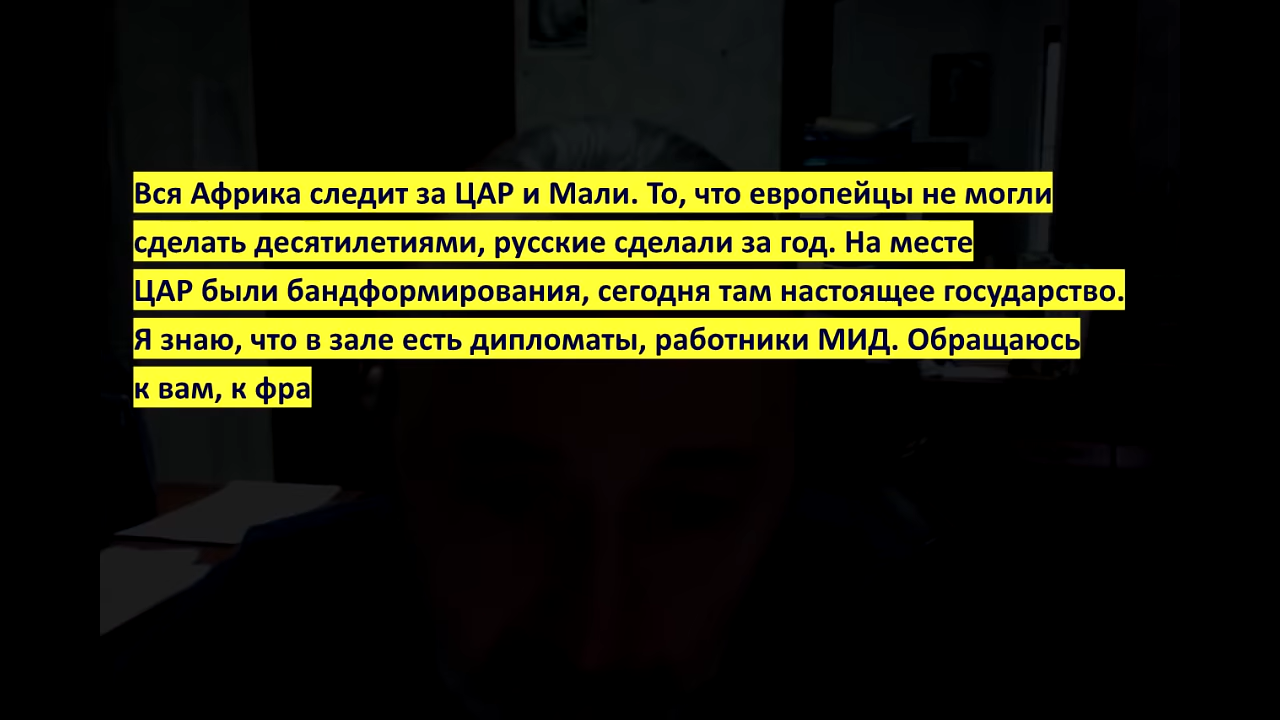 Вся Африка следит за ЦАР и Мали. То, что европейцы не могли
сделать десятилетиями, русские сделали за год. На месте
ЦАР были бандформирования, сегодня там настоящее государство.
Я знаю, что в зале есть дипломаты, работники МИД. Обращаюсь
к вам, к фра